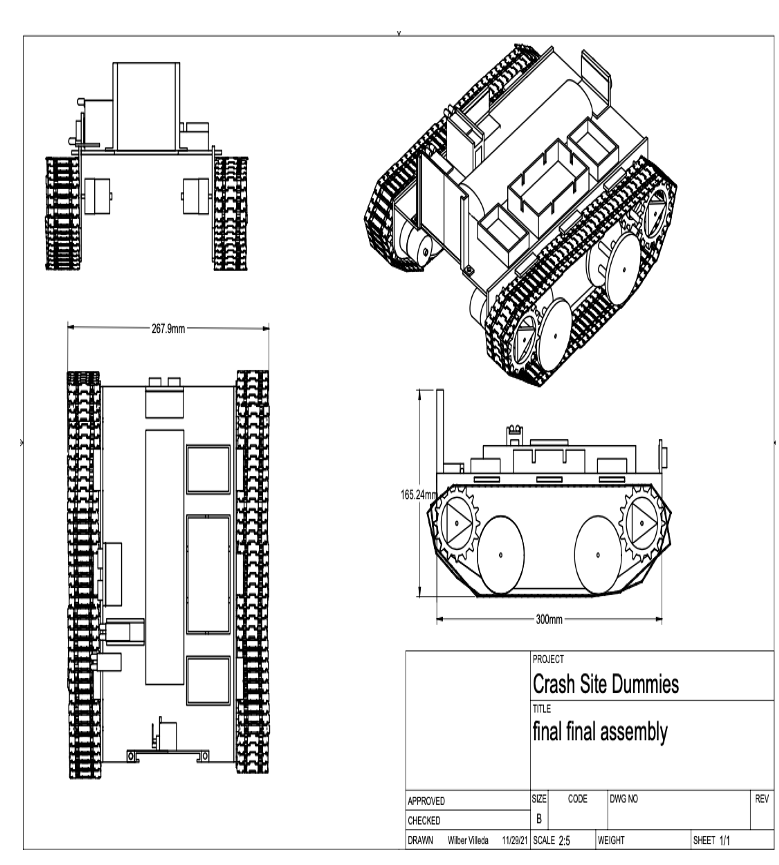 267.9mm
165.24mm
300mm
PROJECT
Crash Site Dummies
TITLE
final final assembly
APPROVED
SIZE CODE DWG NO REV
CHECKED
B
DRAWN Wilber Villeda 11/29/21 SCALE 2:5 WEIGHT SHEET 1/1